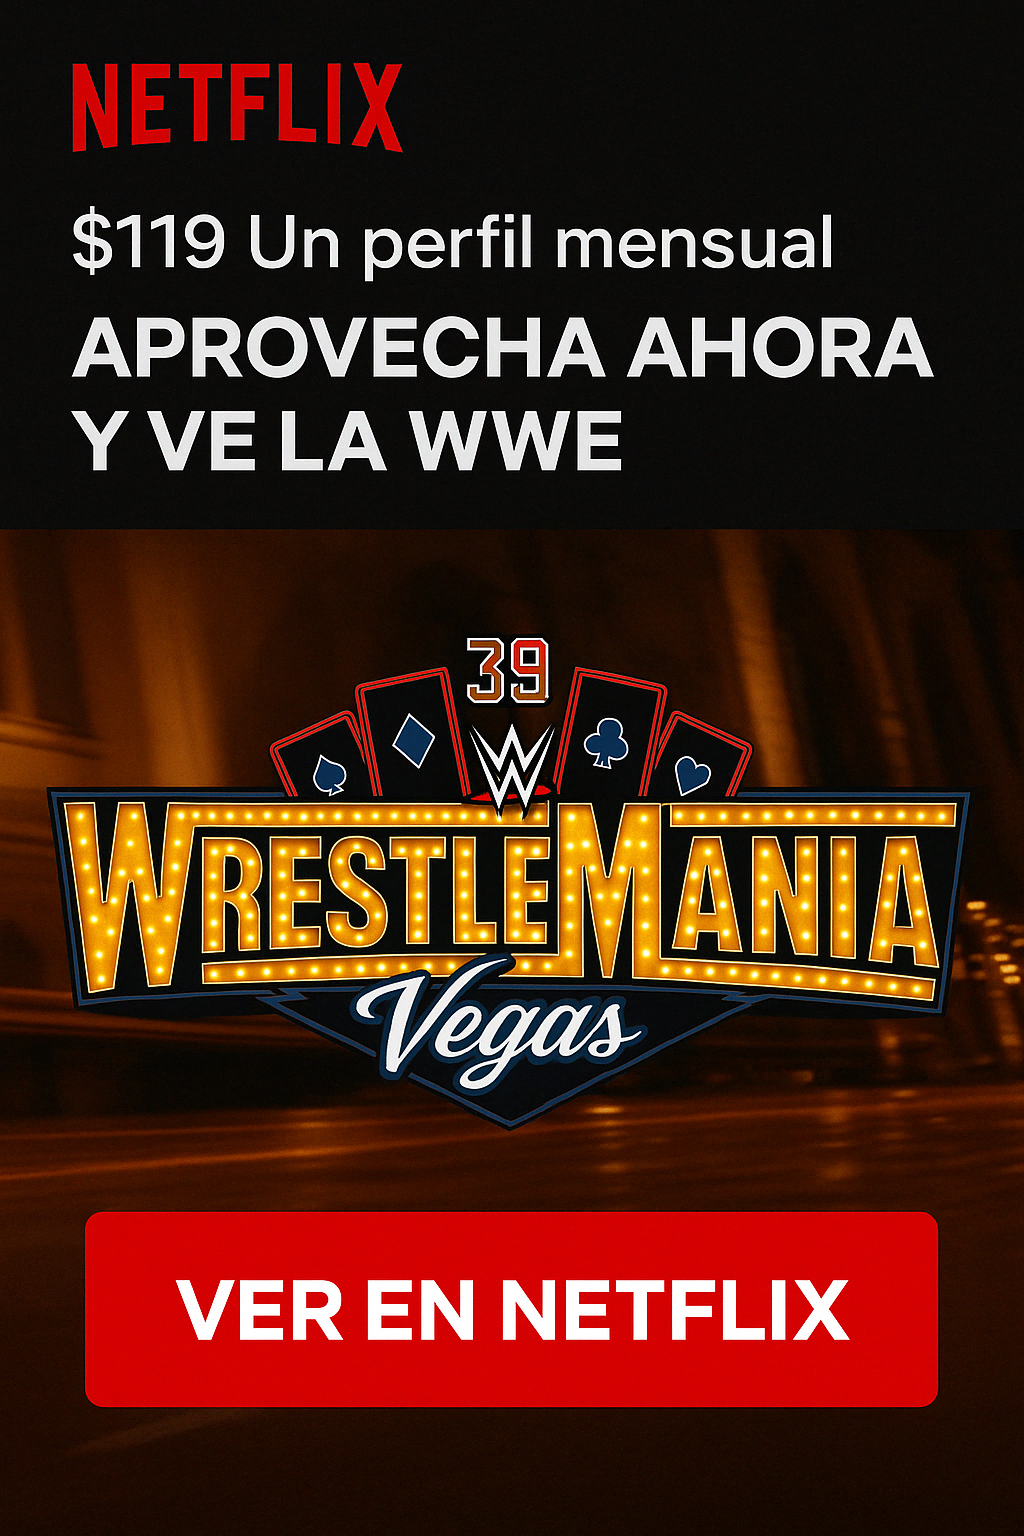 NETFLIX
$119 Un perfil mensual
APROVECHA AHORA
Y VE LA WWE
39
W
WRESTLEMANIA
Vegas
VER EN NETFLIX